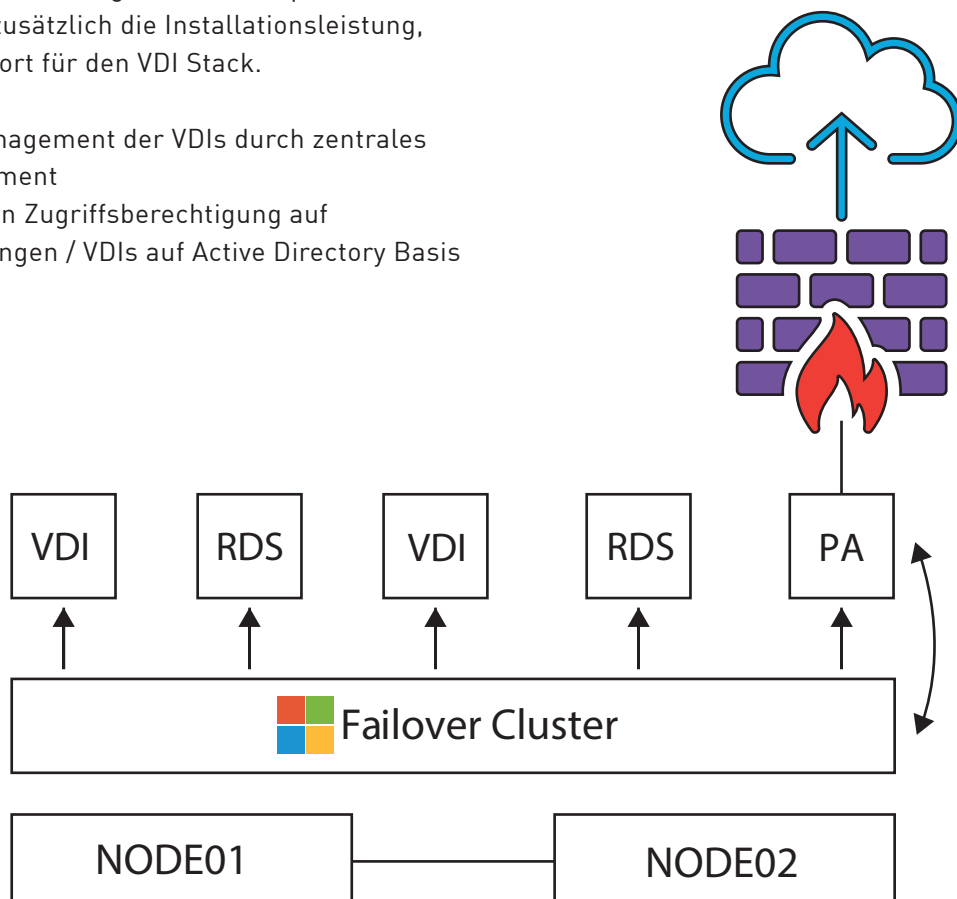 zusätzlich die Installationsleistung,
ort für den VDI Stack.
nagement der VDIs durch zentrales
ment
n Zugriffsberechtigung auf
ngen / VDIs auf Active Directory Basis
VDI RDS VDI RDS PA
Failover Cluster
NODE01 NODE02